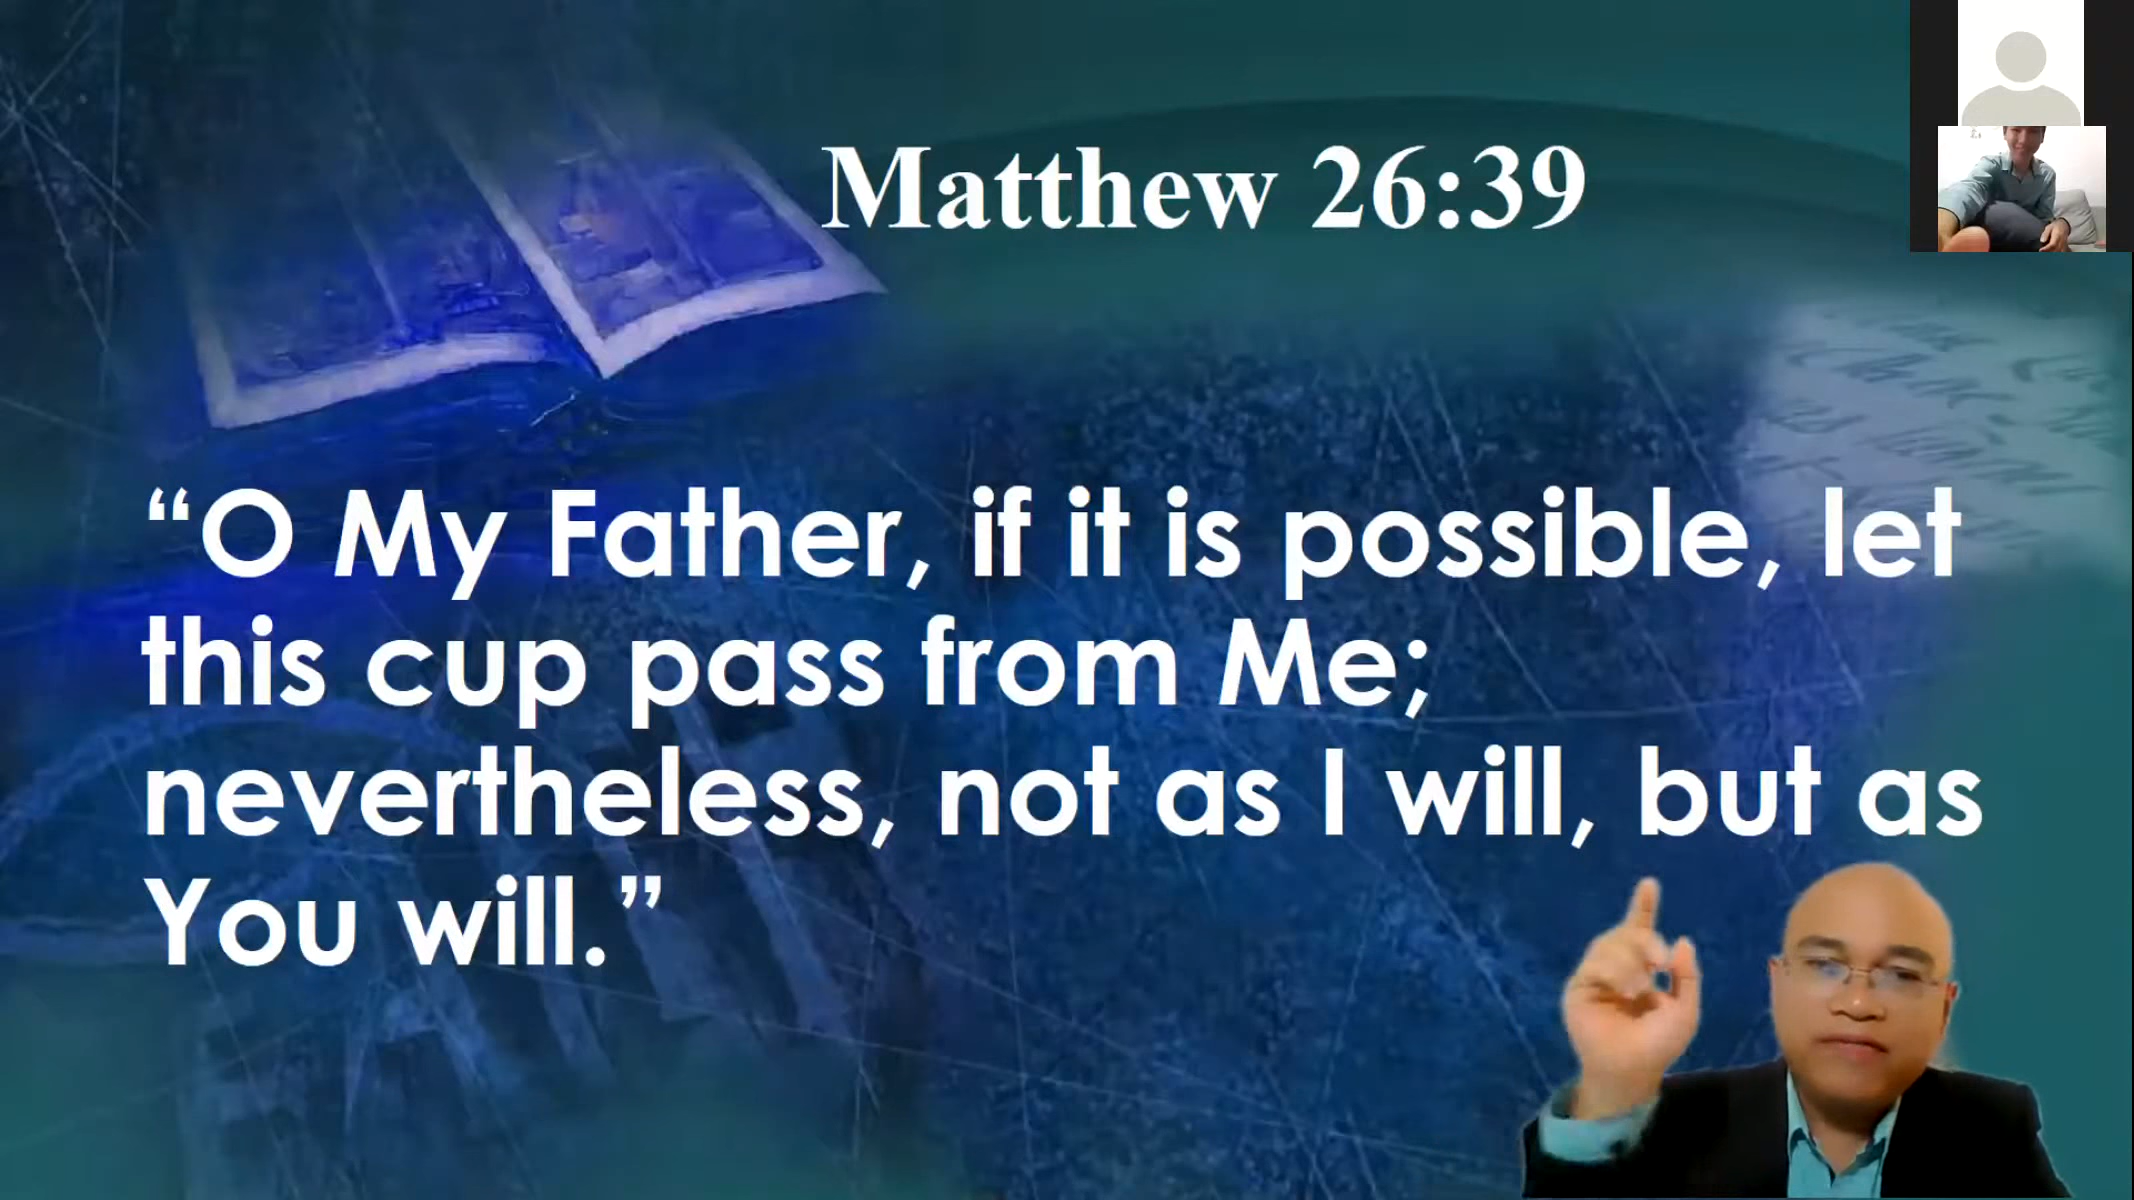 Matthew 26:39
“O My Father, if it is possible, let
this cup pass from Me;
nevertheless, not as I will, but as
You will.”